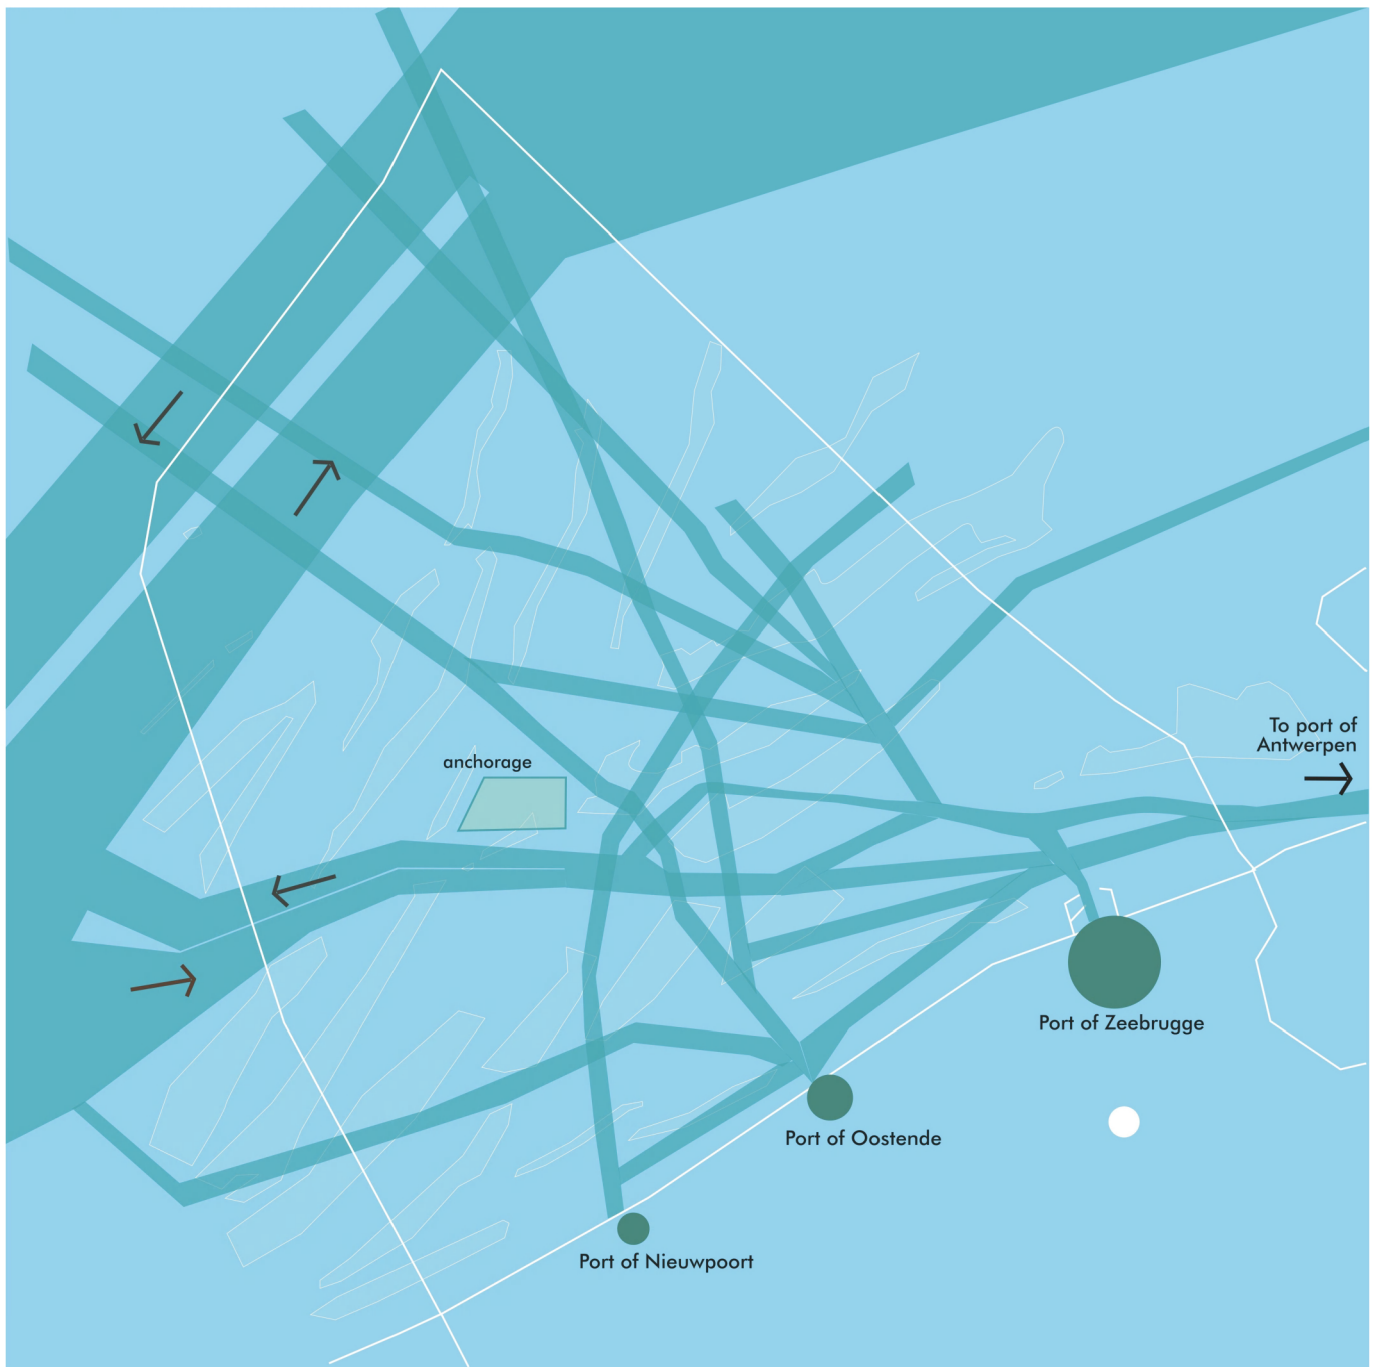 To port of
Antwerpen
anchorage
Port of Zeebrugge
Port of Oostende
Port of Nieuwpoort